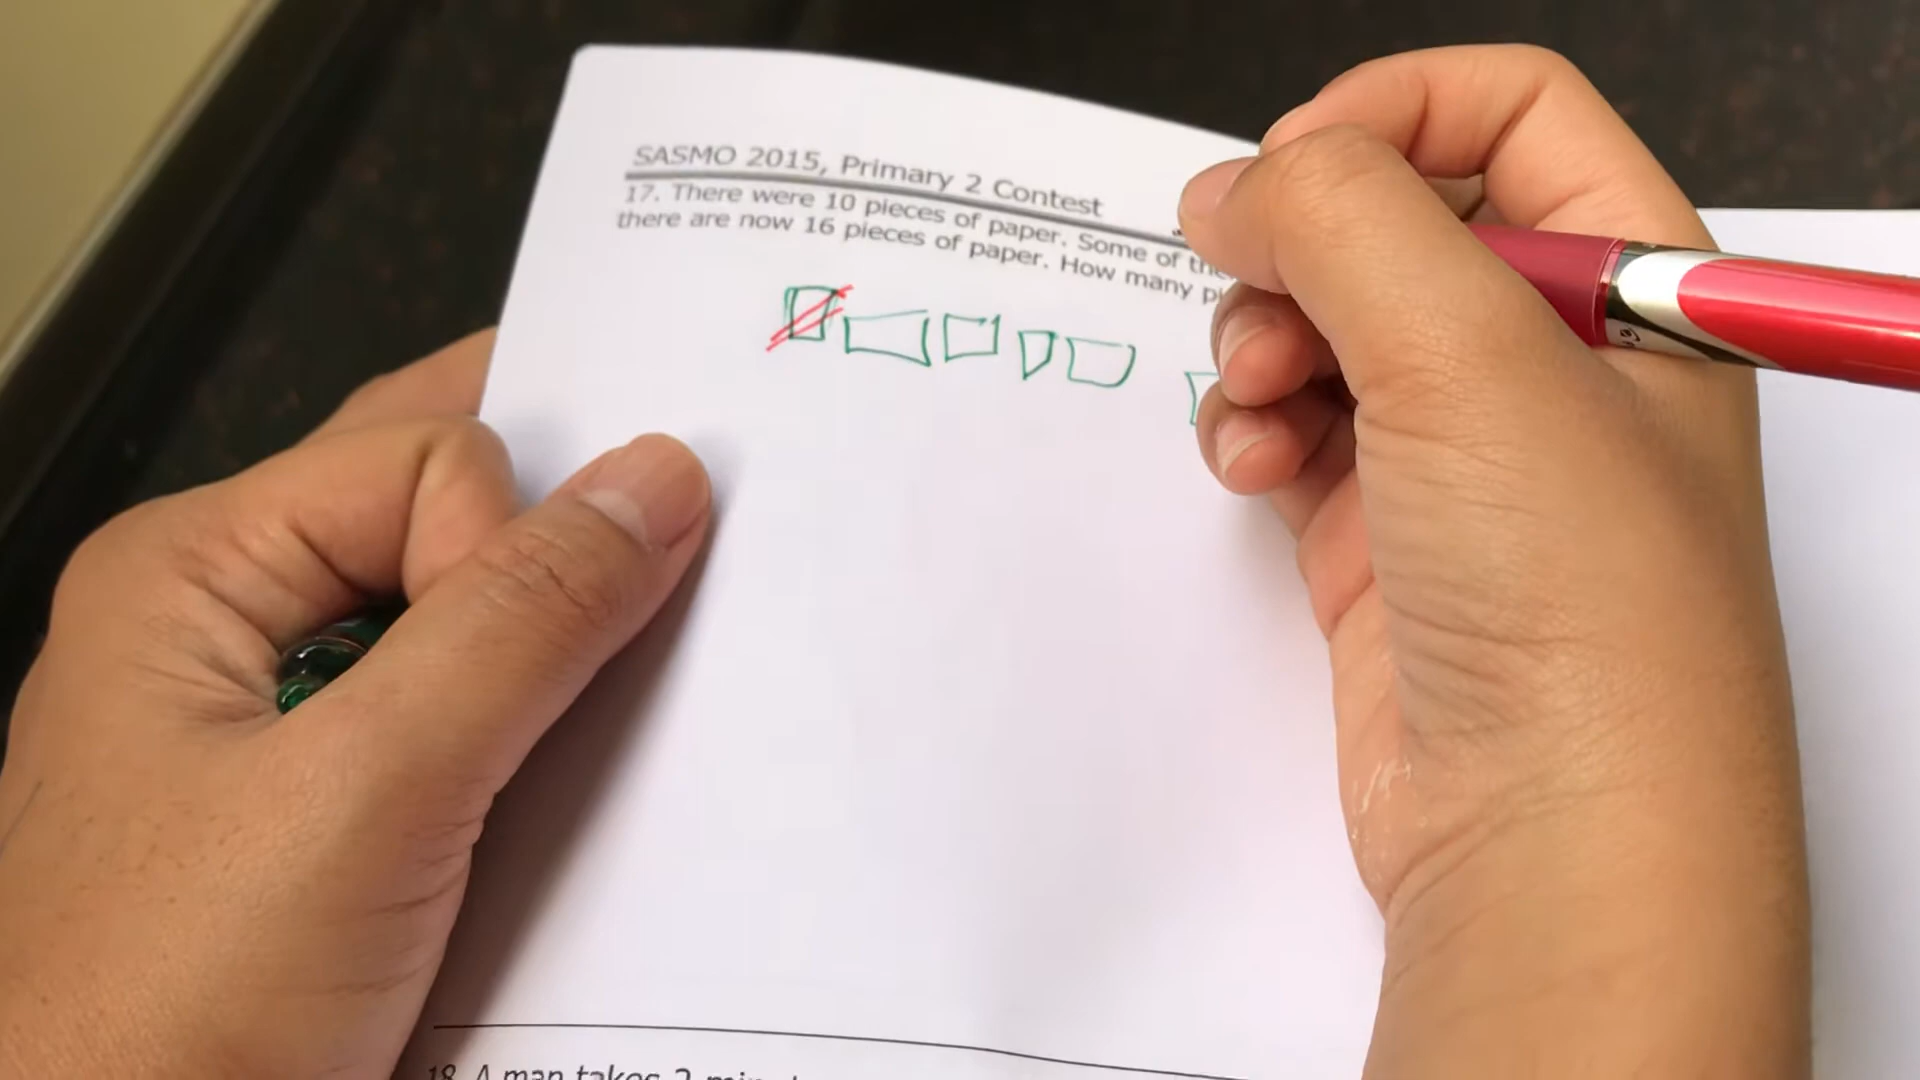 SASMO 2015, Primary 2 Contest
17. There were 10 pieces of paper. Some of
there are now 16 pieces of paper. How many
18. A man takes 2